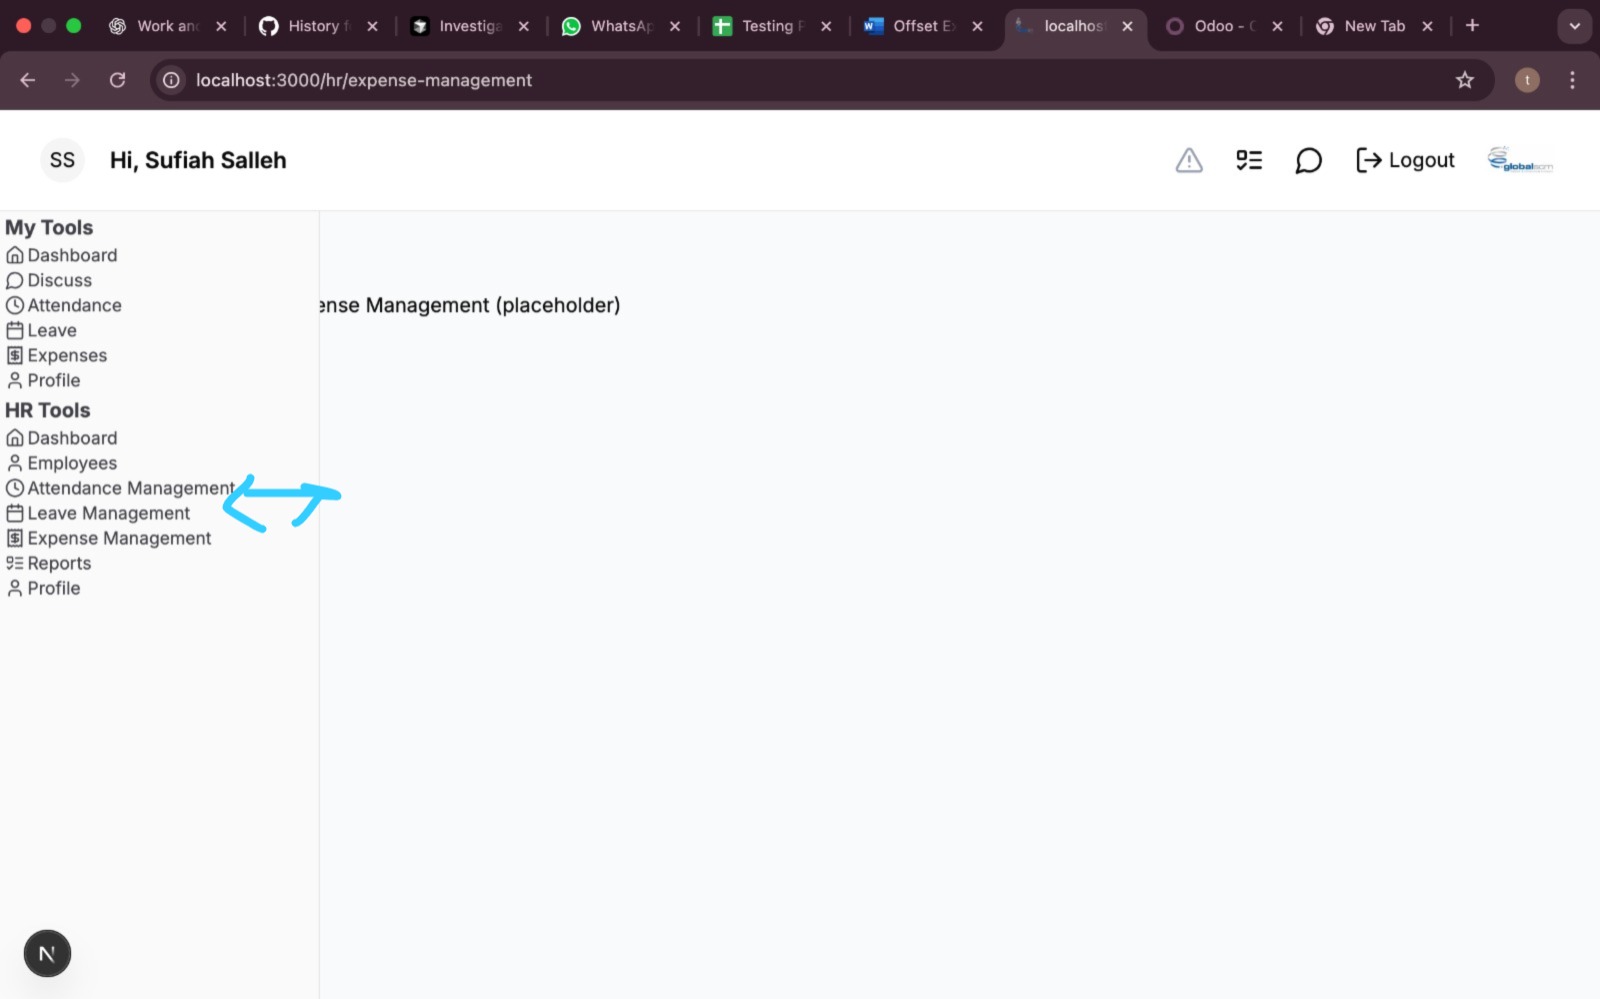 Work an
History f
Investiga
WhatsAp
Testing P
Offset E
localhos
Odoo -
New Tab
localhost:3000/hr/expense-management
t
SS
Hi, Sufiah Salleh
Logout
globalscm
My Tools
Dashboard
Discuss
Attendance
Leave
Expenses
Profile
ense Management (placeholder)
HR Tools
Dashboard
Employees
Attendance Management
Leave Management
Expense Management
Reports
Profile
N